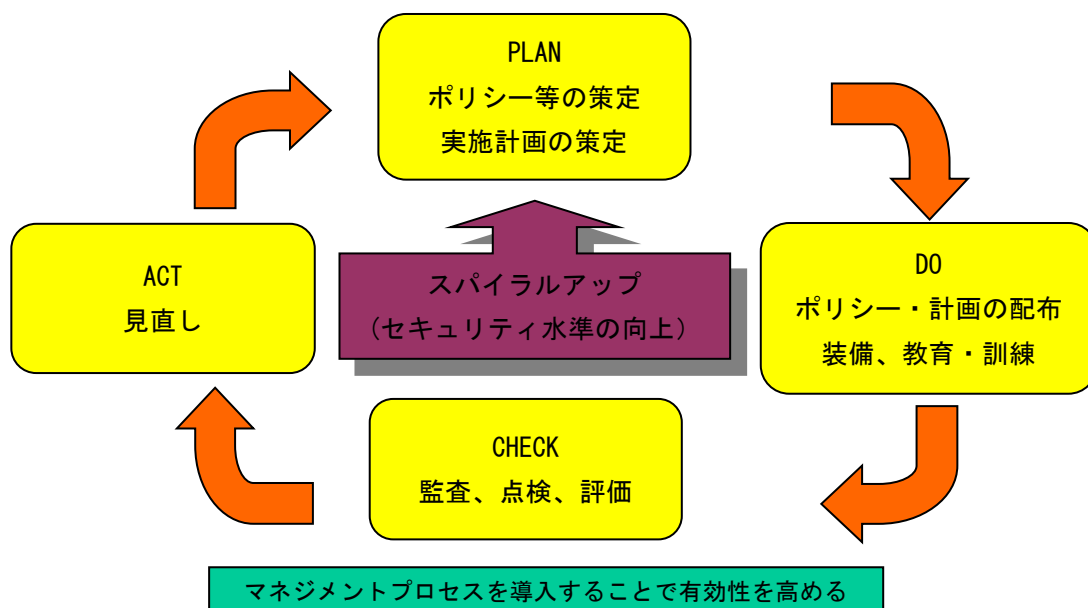 PLAN
ポリシー等の策定
実施計画の策定
DO
ポリシー・計画の配布
装備、教育・訓練
ACT
見直し
スパイラルアップ
（セキュリティ水準の向上）
CHECK
監査、点検、評価
マネジメントプロセスを導入することで有効性を高める